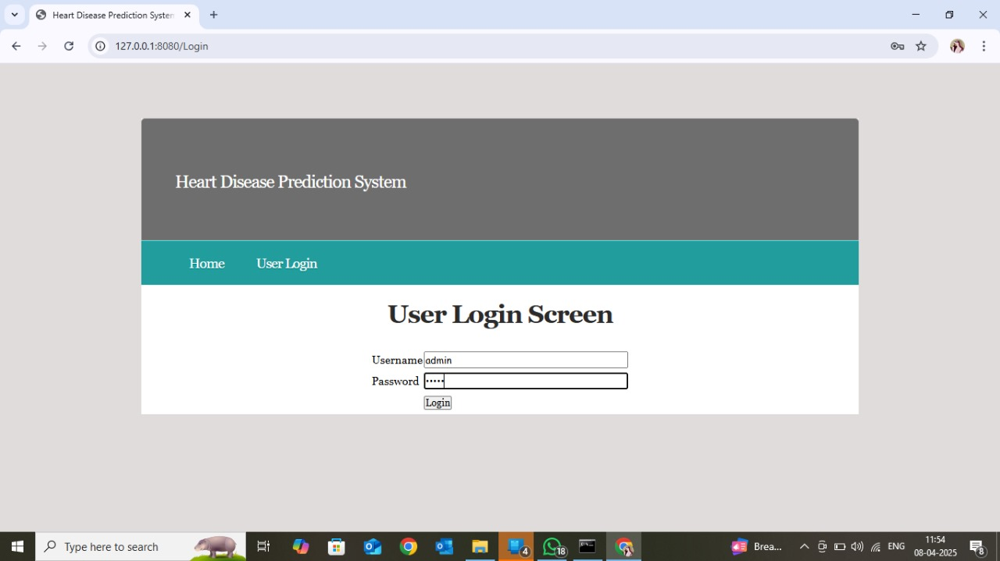 Heart Disease Prediction System
127.0.0.1:8080/Login
Heart Disease Prediction System
Home User Login
User Login Screen
Username admin
Password •••••
Login
Type here to search
4
18
Brea...
ENG
11:54
08-04-2025
8